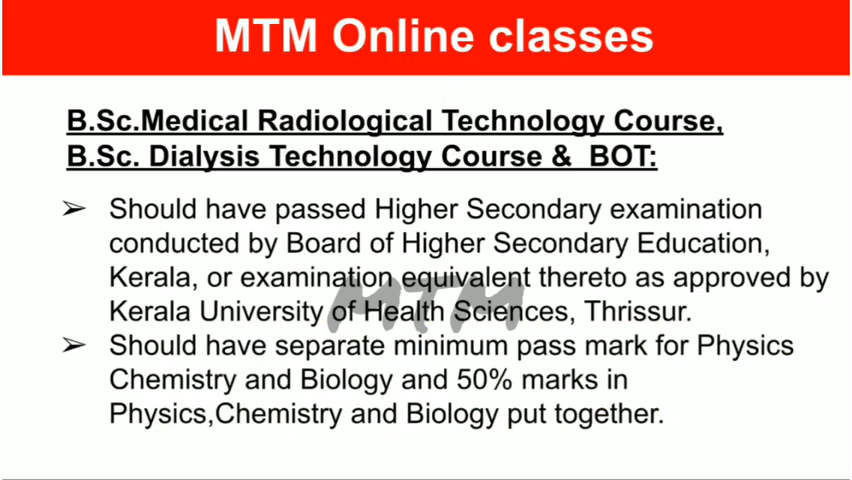 MTM Online classes
B.Sc.Medical Radiological Technology Course,
B.Sc. Dialysis Technology Course & BOT:
➢ Should have passed Higher Secondary examination
conducted by Board of Higher Secondary Education,
Kerala, or examination equivalent thereto as approved by
Kerala University of Health Sciences, Thrissur.
➢ Should have separate minimum pass mark for Physics
Chemistry and Biology and 50% marks in
Physics,Chemistry and Biology put together.
MTM